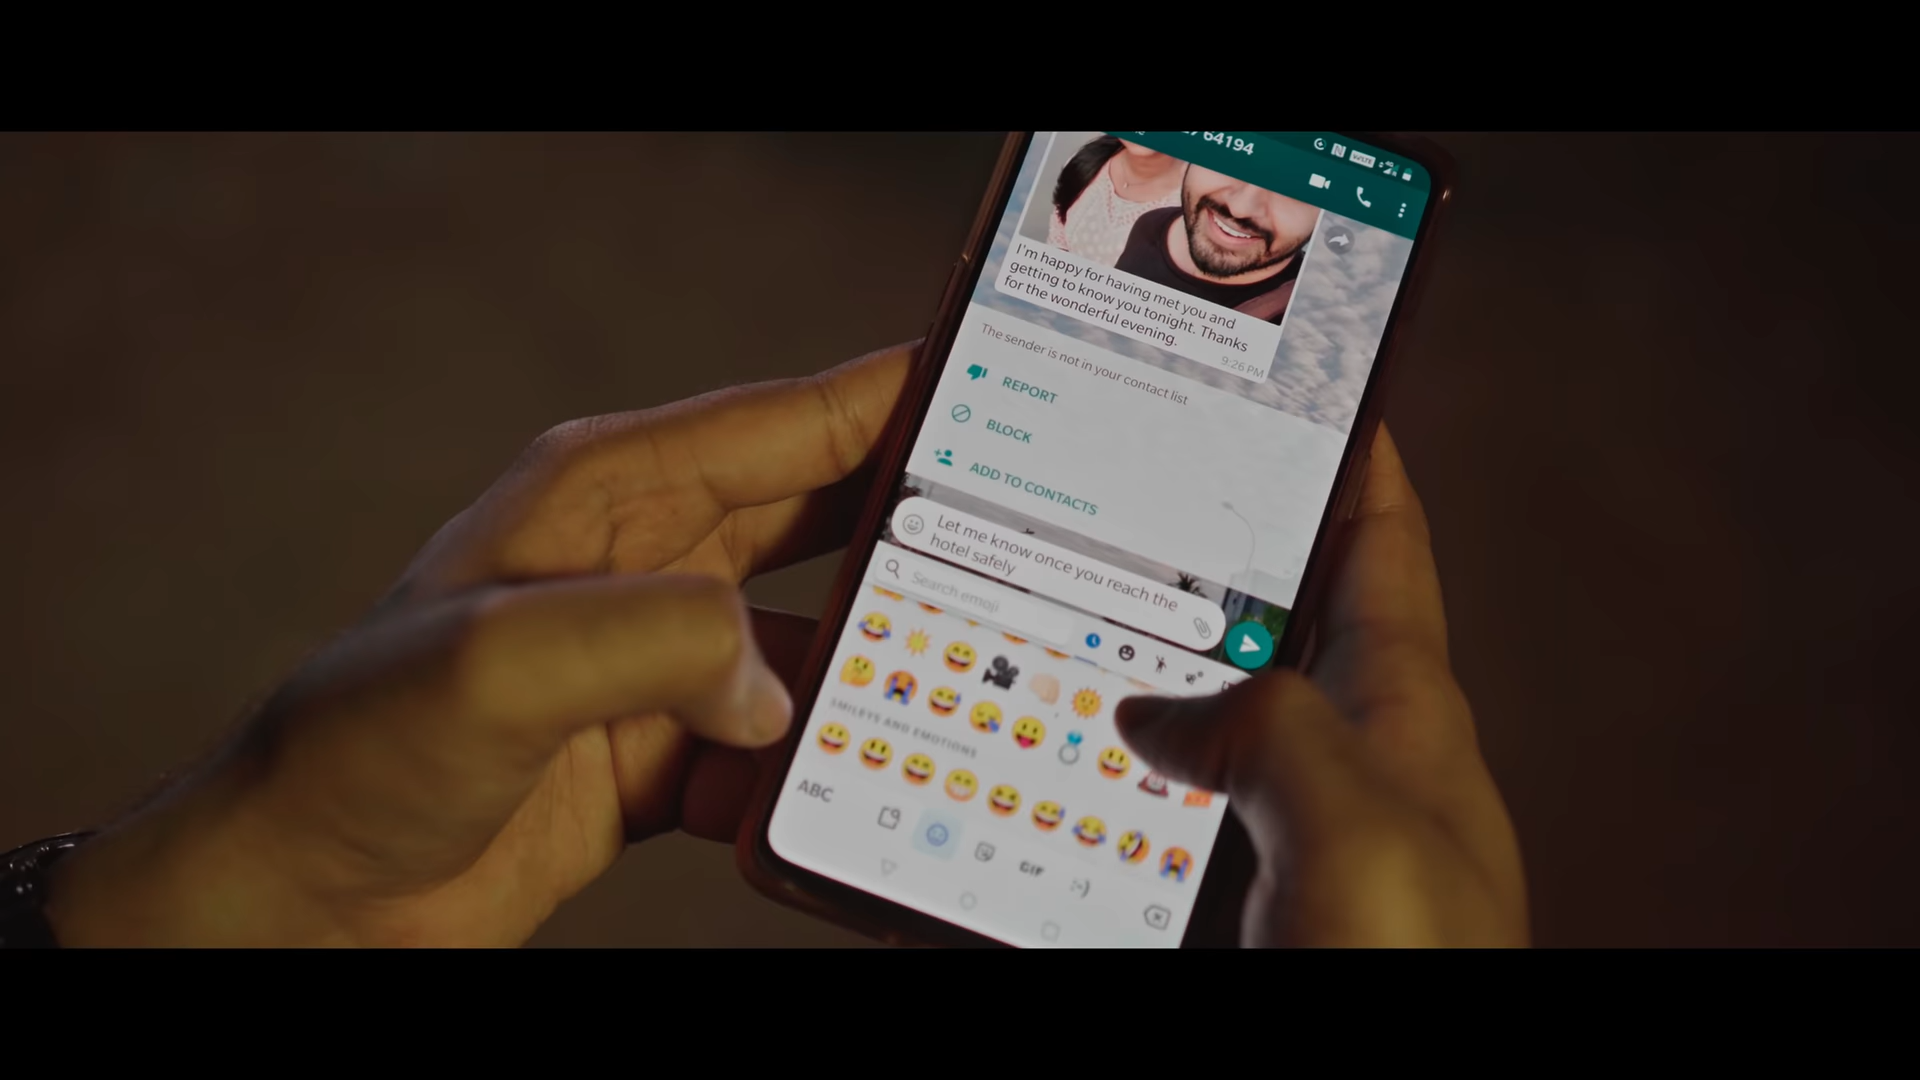 64194
I'm happy for having met you and
getting to know you tonight. Thanks
for the wonderful evening.
9:26 PM
The sender is not in your contact list
REPORT
BLOCK
ADD TO CONTACTS
Let me know once you reach the
hotel safely
Search emoji
SMILEYS AND EMOTIONS
ABC
GIF
:-)